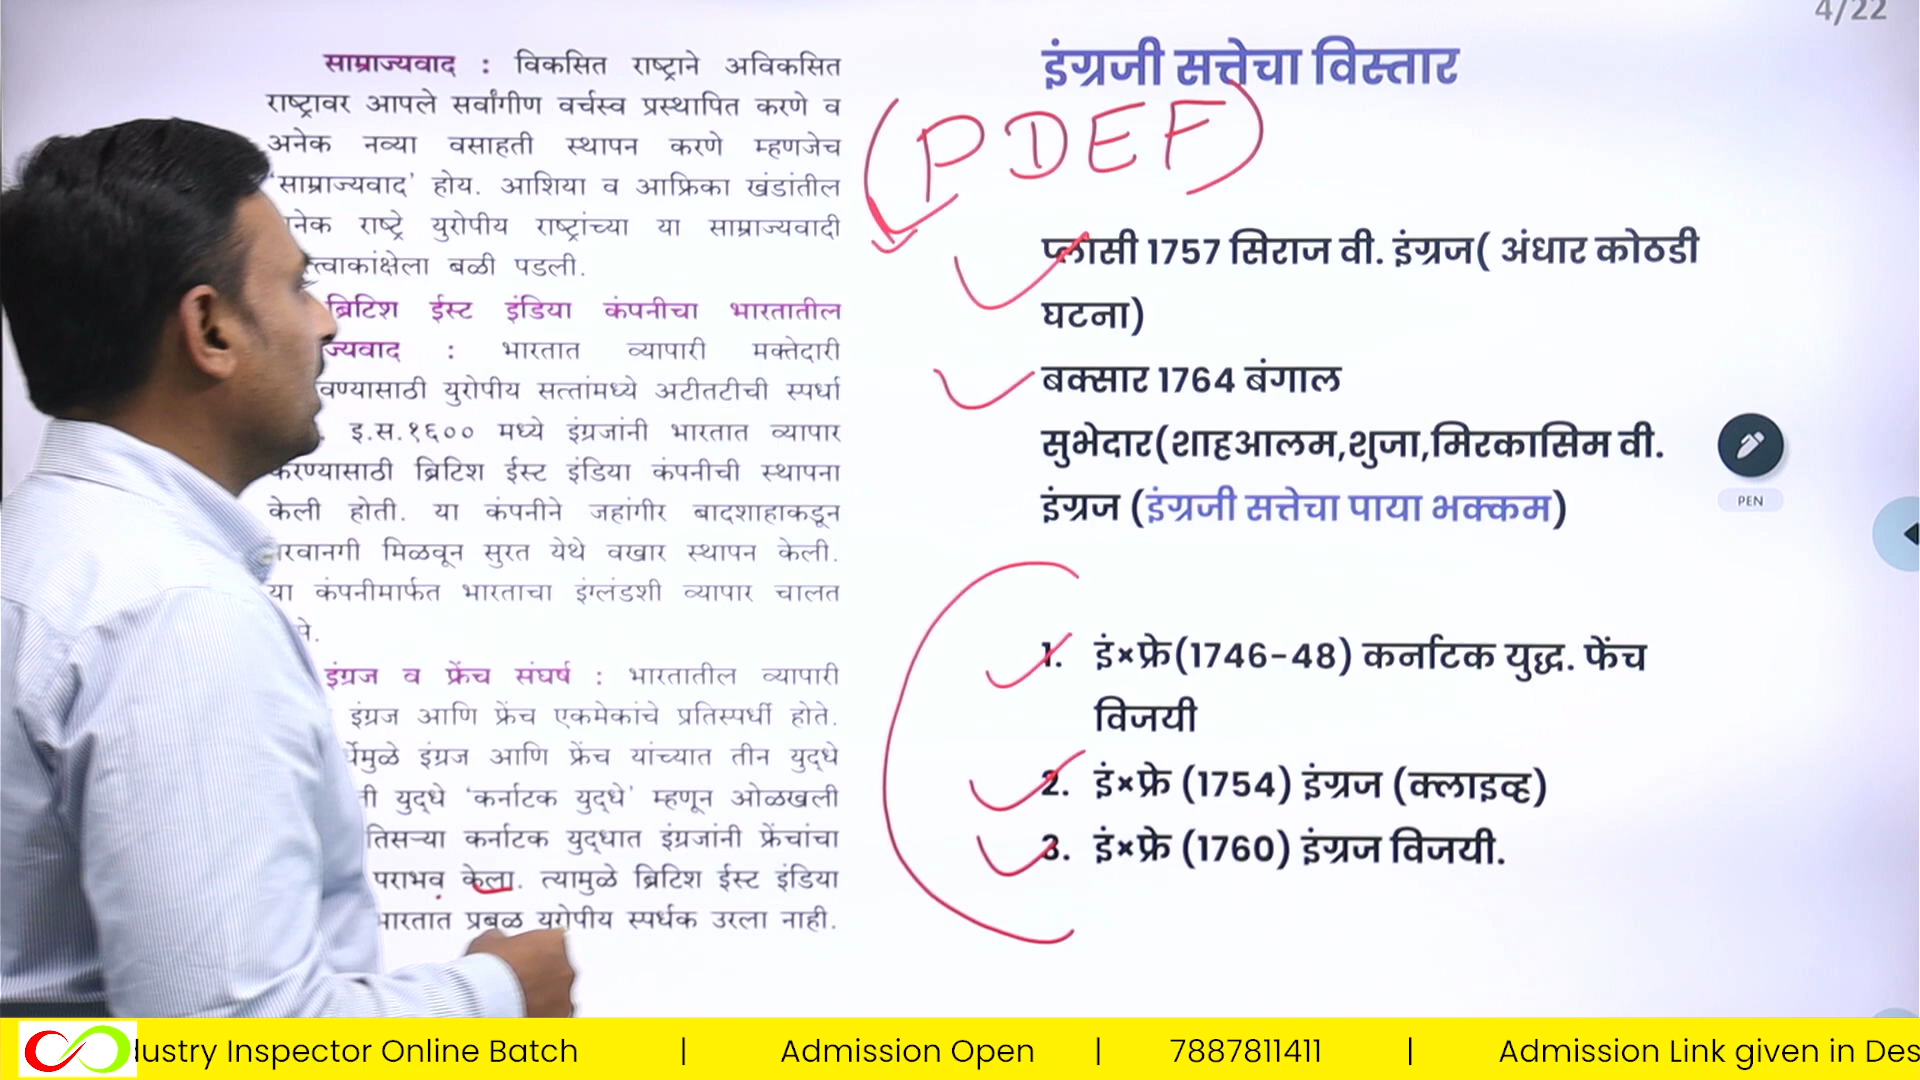 4/22
साम्राज्यवाद : विकसित राष्ट्राने अविकसित
राष्ट्रावर आपले सर्वांगीण वर्चस्व प्रस्थापित करणे व
अनेक नव्या वसाहती स्थापन करणे म्हणजेच
'साम्राज्यवाद' होय. आशिया व आफ्रिका खंडांतील
नेक राष्ट्रे युरोपीय राष्ट्रांच्या या साम्राज्यवादी
त्त्वाकांक्षेला बळी पडली.
ब्रिटिश ईस्ट इंडिया कंपनीचा भारतातील
ज्यवाद : भारतात व्यापारी मक्तेदारी
वण्यासाठी युरोपीय सत्तांमध्ये अटीतटीची स्पर्धा
. इ.स.१६०० मध्ये इंग्रजांनी भारतात व्यापार
करण्यासाठी ब्रिटिश ईस्ट इंडिया कंपनीची स्थापना
केली होती. या कंपनीने जहांगीर बादशाहाकडून
रवानगी मिळवून सुरत येथे वखार स्थापन केली.
या कंपनीमार्फत भारताचा इंग्लंडशी व्यापार चालत
से.
इंग्रज व फ्रेंच संघर्ष : भारतातील व्यापारी
इंग्रज आणि फ्रेंच एकमेकांचे प्रतिस्पर्धी होते.
र्धेमुळे इंग्रज आणि फ्रेंच यांच्यात तीन युद्धे
ी युद्धे 'कर्नाटक युद्धे' म्हणून ओळखली
तिसऱ्या कर्नाटक युद्धात इंग्रजांनी फ्रेंचांचा
पराभव केला. त्यामुळे ब्रिटिश ईस्ट इंडिया
भारतात प्रबळ युरोपीय स्पर्धक उरला नाही.
इंग्रजी सत्तेचा विस्तार
(PDEF)
प्लासी 1757 सिराज वी. इंग्रज( अंधार कोठडी
घटना)
बक्सार 1764 बंगाल
सुभेदार(शाहआलम,शुजा,मिरकासिम वी.
इंग्रज (इंग्रजी सत्तेचा पाया भक्कम)
PEN
1. इं×फ्रे(1746-48) कर्नाटक युद्ध. फेंच
विजयी
2. इं×फ्रे (1754) इंग्रज (क्लाइव्ह)
3. इं×फ्रे (1760) इंग्रज विजयी.
dustry Inspector Online Batch | Admission Open | 7887811411 | Admission Link given in Des